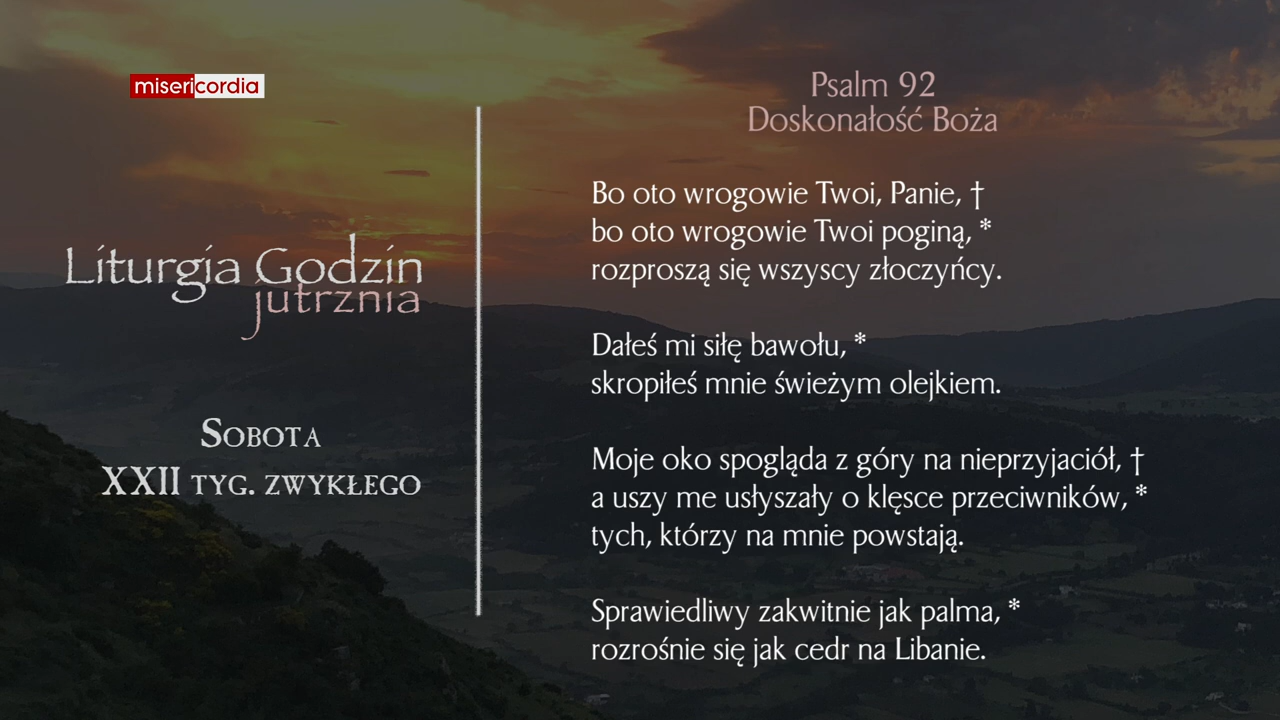 misericordia
Liturgia Godzin
jutrznia
Sobota
XXII tyg. zwykłego
Psalm 92
Doskonałość Boża
Bo oto wrogowie Twoi, Panie, †
bo oto wrogowie Twoi poginą, *
rozproszą się wszyscy złoczyńcy.
Dałeś mi siłę bawołu, *
skropiłeś mnie świeżym olejkiem.
Moje oko spogląda z góry na nieprzyjaciół, †
a uszy me usłyszały o klęsce przeciwników, *
tych, którzy na mnie powstają.
Sprawiedliwy zakwitnie jak palma, *
rozrośnie się jak cedr na Libanie.